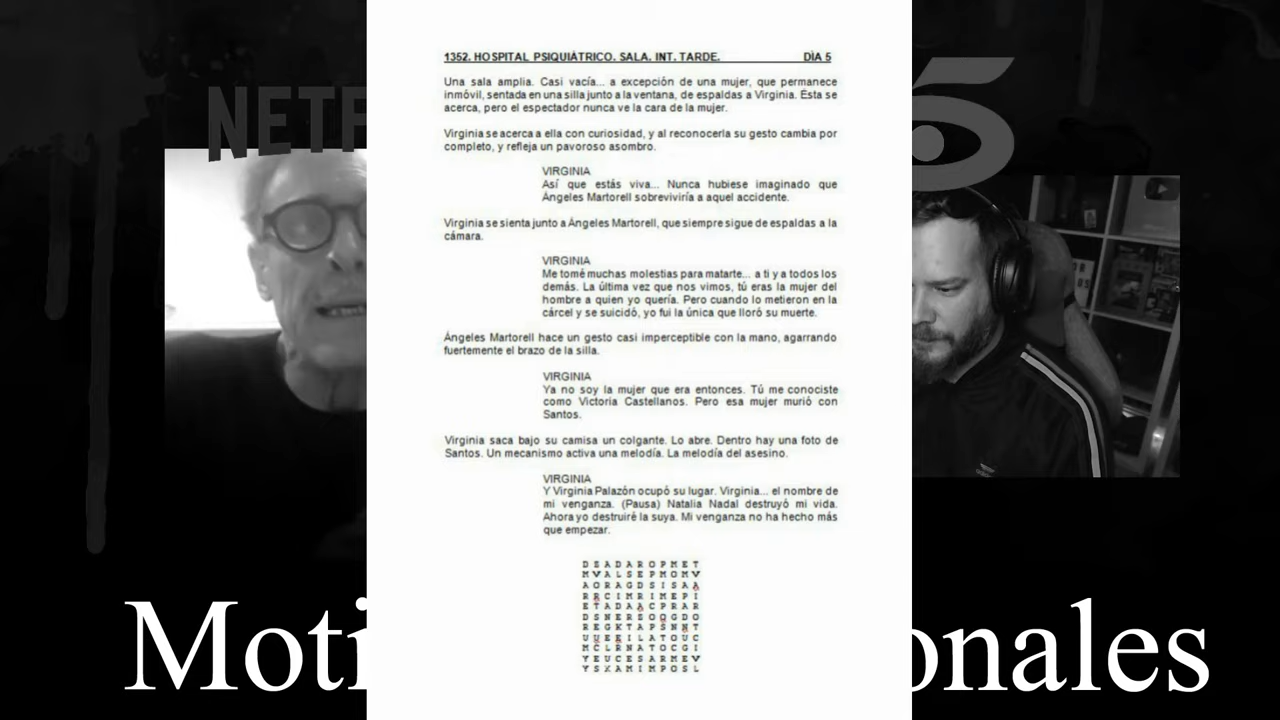 NETF
5
1352. HOSPITAL PSIQUIÁTRICO. SALA. INT. TARDE. DÍA 5
Una sala amplia. Casi vacía... a excepción de una mujer, que permanece
inmóvil, sentada en una silla junto a la ventana, de espaldas a Virginia. Ésta se
acerca, pero el espectador nunca ve la cara de la mujer.
Virginia se acerca a ella con curiosidad, y al reconocerla su gesto cambia por
completo, y refleja un pavoroso asombro.
VIRGINIA
Así que estás viva... Nunca hubiese imaginado que
Ángeles Martorell sobreviviría a aquel accidente.
Virginia se sienta junto a Ángeles Martorell, que siempre sigue de espaldas a la
cámara.
VIRGINIA
Me tomé muchas molestias para matarte... a ti y a todos los
demás. La última vez que nos vimos, tú eras la mujer del
hombre a quien yo quería. Pero cuando lo metieron en la
cárcel y se suicidó, yo fui la única que lloró su muerte.
Ángeles Martorell hace un gesto casi imperceptible con la mano, agarrando
fuertemente el brazo de la silla.
VIRGINIA
Ya no soy la mujer que era entonces. Tú me conociste
como Victoria Castellanos. Pero esa mujer murió con
Santos.
Virginia saca bajo su camisa un colgante. Lo abre. Dentro hay una foto de
Santos. Un mecanismo activa una melodía. La melodía del asesino.
VIRGINIA
Y Virginia Palazón ocupó su lugar. Virginia... el nombre de
mi venganza. (Pausa) Natalia Nadal destruyó mi vida.
Ahora yo destruiré la suya. Mi venganza no ha hecho más
que empezar.
D E A D A R O P M E T
M V A L S E P M O M V
A O R A G D S I S A A
R R C I M R I M E P I
E T A D A A C P R A R
D S N E R S O O G D O
R E G K T A P S N N T
U U E E I L A T O U C
M C L R N A T O C G I
Y E U C E S A R M E V
Y S X A M I M P O S L
Moti onales